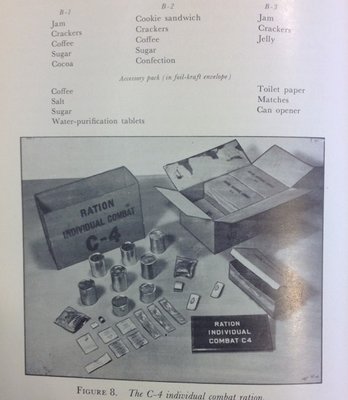 B-1 B-2 B-3
Jam Cookie sandwich Jam
Crackers Crackers Crackers
Coffee Coffee Jelly
Sugar Sugar
Cocoa Confection
Accessory pack (in foil-kraft envelope)
Coffee Toilet paper
Salt Matches
Sugar Can opener
Water-purification tablets
RATION
INDIVIDUAL COMBAT
C-4
RATION
INDIVIDUAL
COMBAT C4
FIGURE 8. The C-4 individual combat ration.